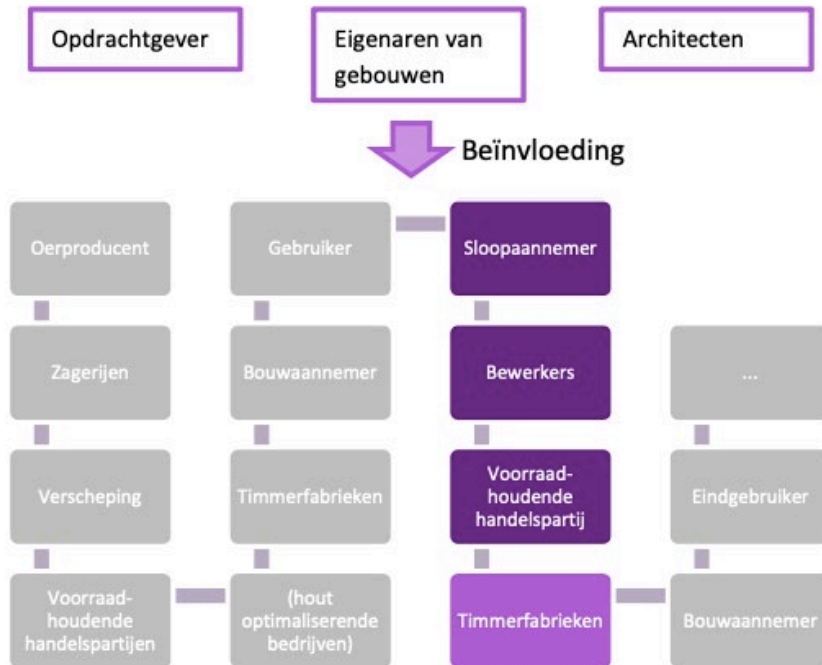 Opdrachtgever
Eigenaren van
gebouwen
Architecten
Beïnvloeding
Oerproducent
Gebruiker
Sloopaannemer
Zagerijen
Bouwaannemer
Bewerkers
...
Verscheping
Timmerfabrieken
Voorraad-
houdende
handelspartij
Eindgebruiker
Voorraad-
houdende
handelspartijen
(hout
optimaliserende
bedrijven)
Timmerfabrieken
Bouwaannemer